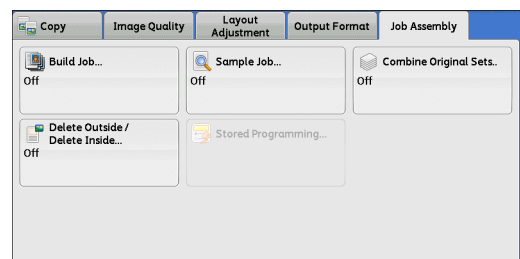 Copy
Image Quality
Layout
Adjustment
Output Format
Job Assembly
Build Job...
Off
Sample Job...
Off
Combine Original Sets..
Off
Delete Outside /
Delete Inside...
Off
Stored Programming...